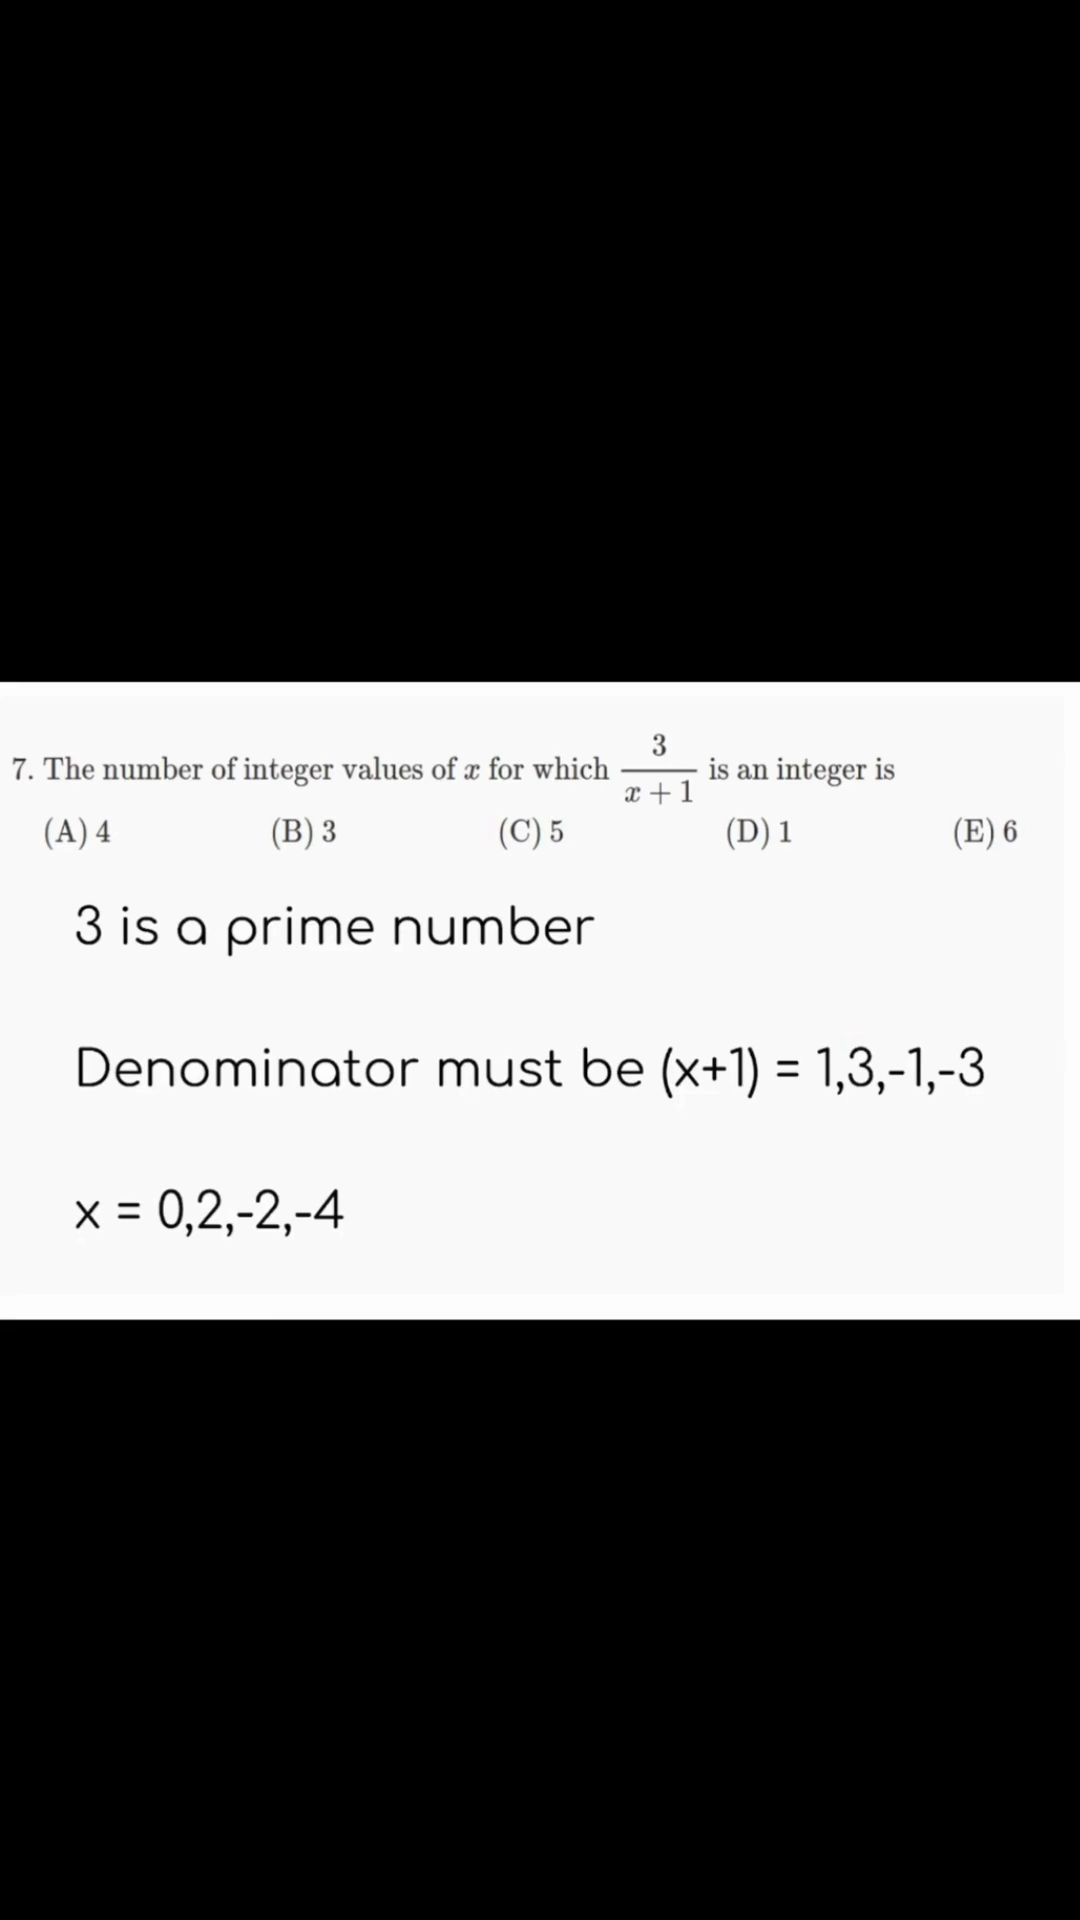 7. The number of integer values of x for which 3/(x + 1) is an integer is
(A) 4 (B) 3 (C) 5 (D) 1 (E) 6
3 is a prime number
Denominator must be (x+1) = 1,3,-1,-3
x = 0,2,-2,-4